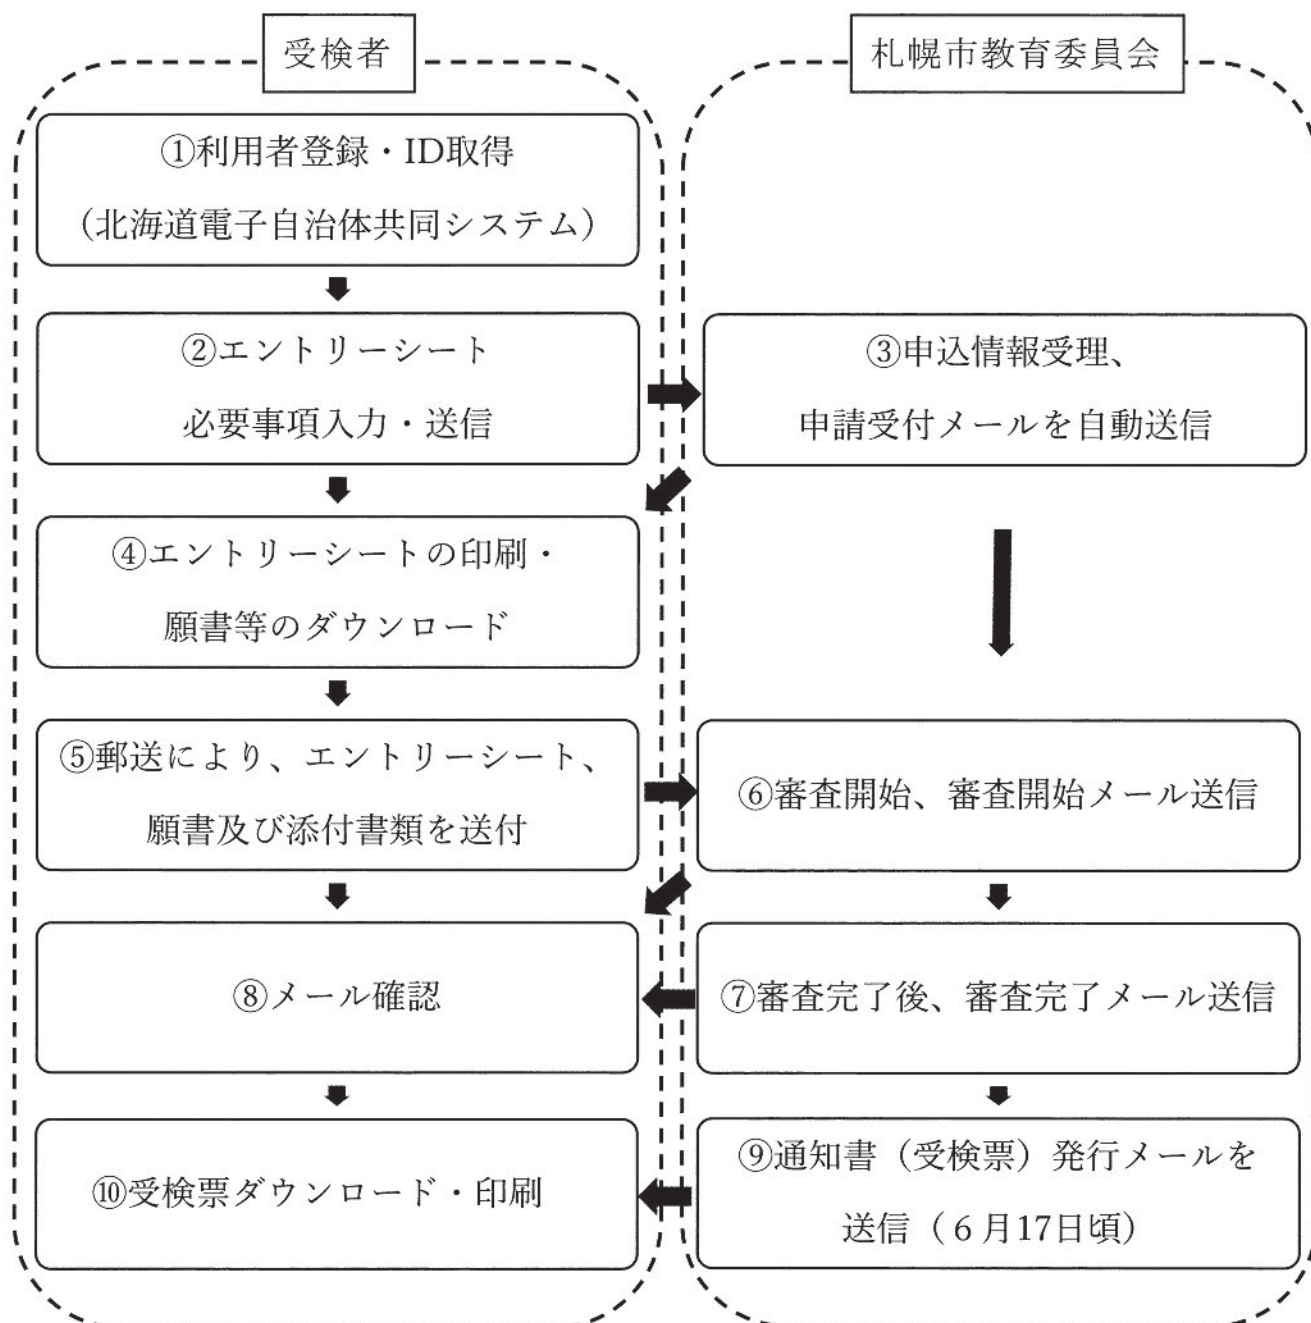 受検者
札幌市教育委員会
①利用者登録・ID取得
（北海道電子自治体共同システム）
②エントリーシート
必要事項入力・送信
③申込情報受理、
申請受付メールを自動送信
④エントリーシートの印刷・
願書等のダウンロード
⑤郵送により、エントリーシート、
願書及び添付書類を送付
⑥審査開始、審査開始メール送信
⑧メール確認
⑦審査完了後、審査完了メール送信
⑨通知書（受検票）発行メールを
送信（６月17日頃）
⑩受検票ダウンロード・印刷